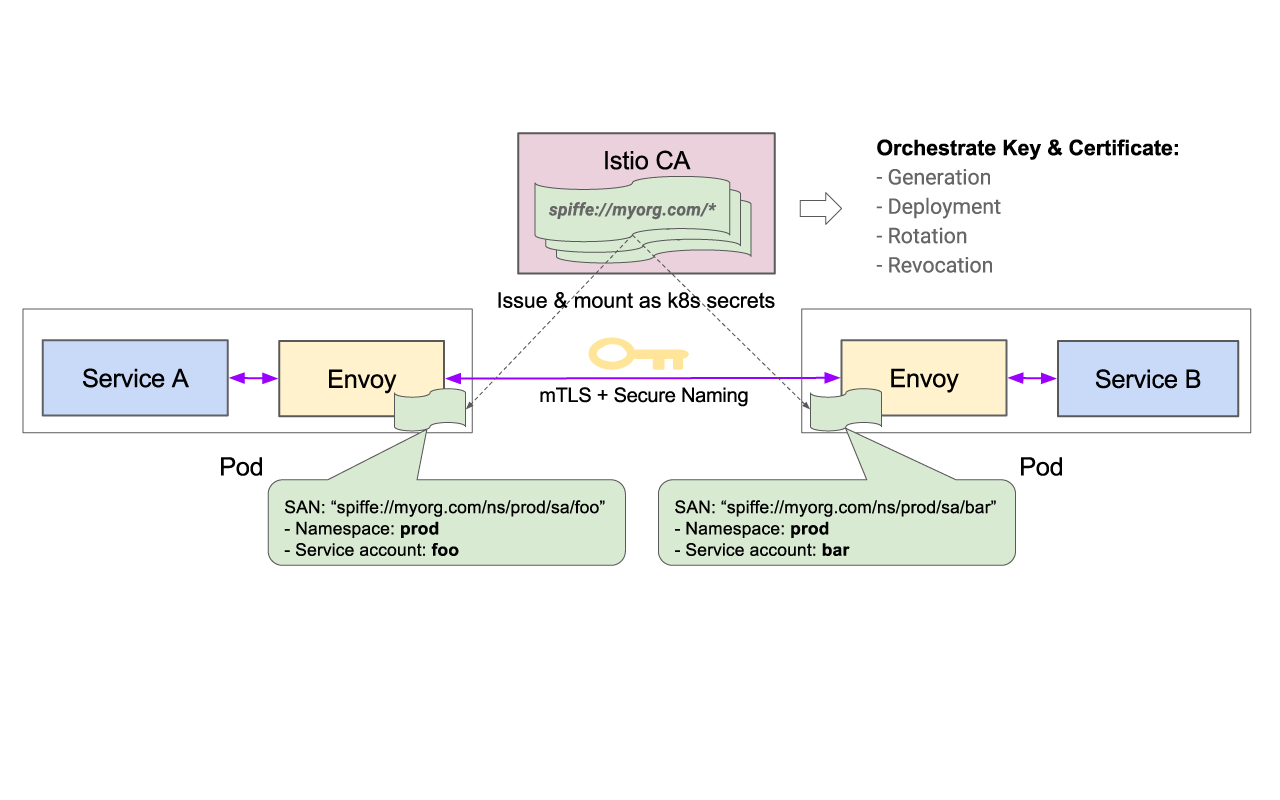 Istio CA
spiffe://myorg.com/*
Orchestrate Key & Certificate:
- Generation
- Deployment
- Rotation
- Revocation
Issue & mount as k8s secrets
Service A
Envoy
mTLS + Secure Naming
Envoy
Service B
Pod
Pod
SAN: “spiffe://myorg.com/ns/prod/sa/foo”
- Namespace: prod
- Service account: foo
SAN: “spiffe://myorg.com/ns/prod/sa/bar”
- Namespace: prod
- Service account: bar